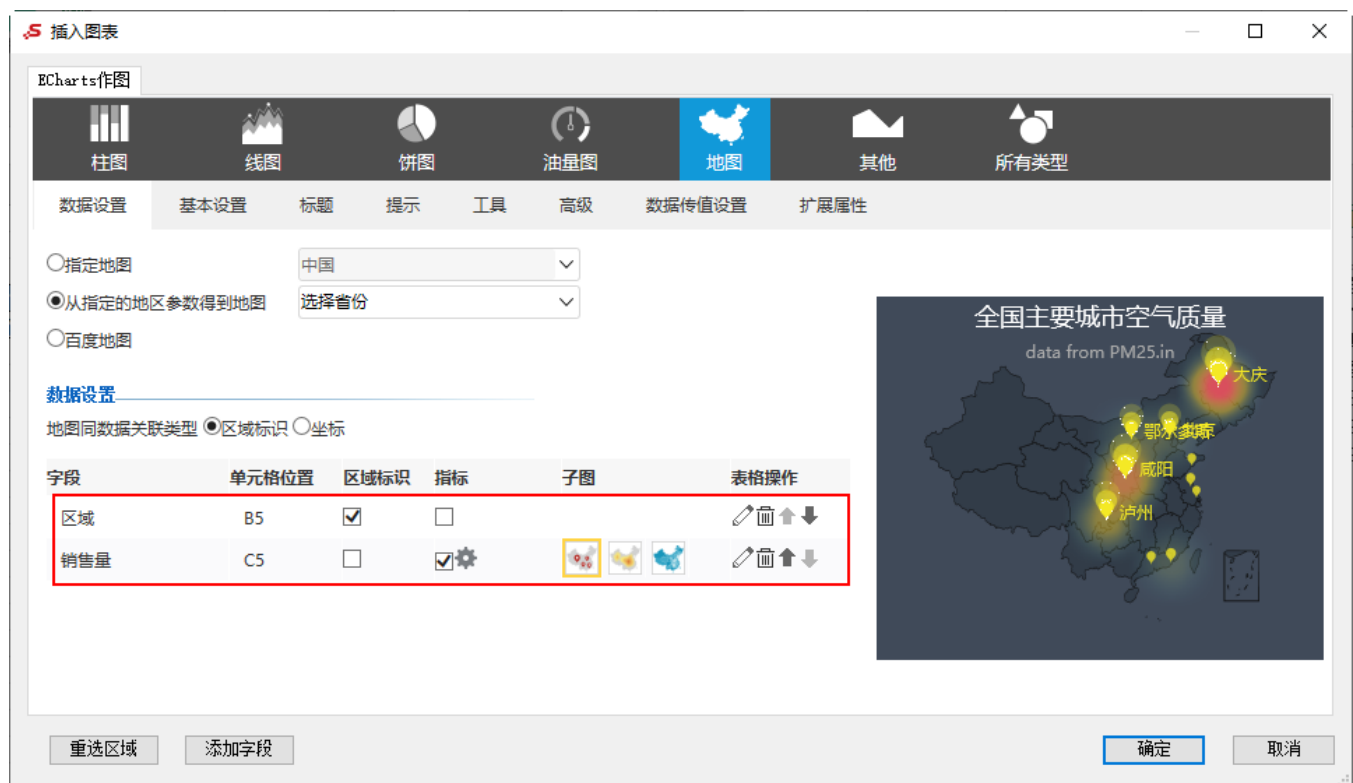 插入图表
ECharts作图
柱图 线图 饼图 油量图 地图 其他 所有类型
数据设置 基本设置 标题 提示 工具 高级 数据传值设置 扩展属性
指定地图 中国
从指定的地区参数得到地图 选择省份
百度地图
数据设置
地图同数据关联类型 区域标识 坐标
字段 单元格位置 区域标识 指标 子图 表格操作
区域 B5
销售量 C5
全国主要城市空气质量
data from PM25.in
大庆
鄂尔多斯
咸阳
泸州
重选区域 添加字段 确定 取消